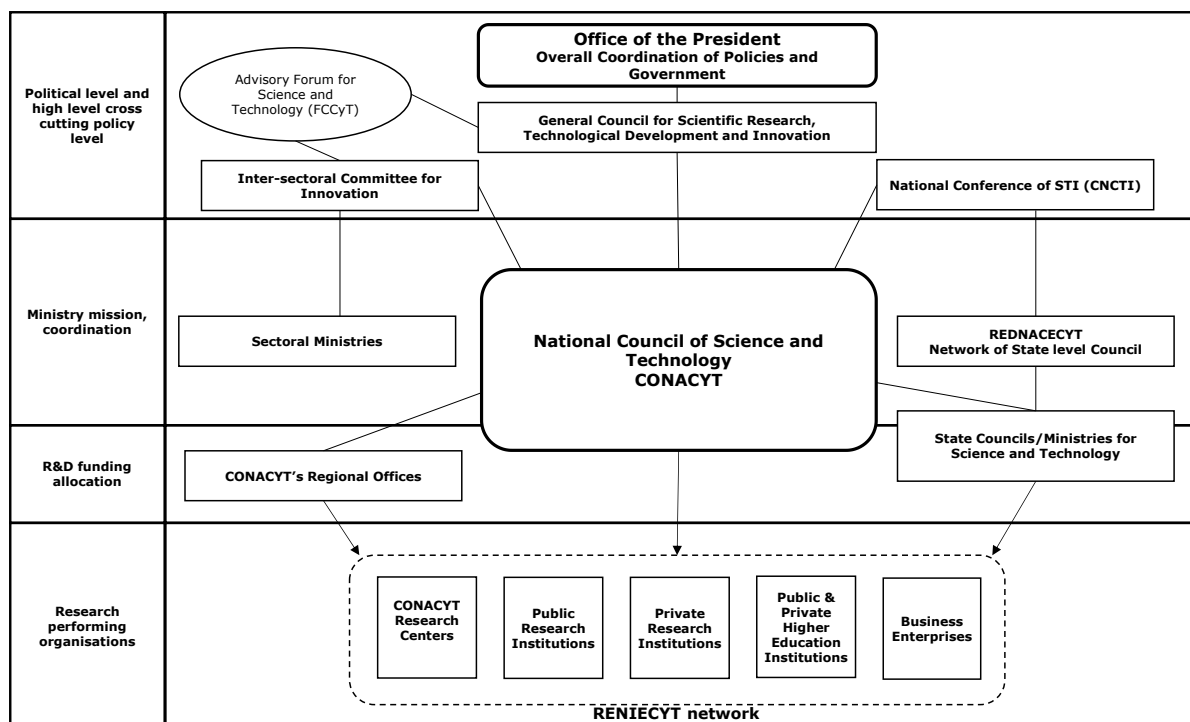 Political level and
high level cross
cutting policy
level
Office of the President
Overall Coordination of Policies and
Government
Advisory Forum for
Science and
Technology (FCCyT)
General Council for Scientific Research,
Technological Development and Innovation
Inter-sectoral Committee for
Innovation
National Conference of STI (CNCTI)
Ministry mission,
coordination
Sectoral Ministries
National Council of Science and
Technology
CONACYT
REDNACECYT
Network of State level Council
R&D funding
allocation
CONACYT’s Regional Offices
State Councils/Ministries for
Science and Technology
Research
performing
organisations
CONACYT
Research
Centers
Public
Research
Institutions
Private
Research
Institutions
Public &
Private
Higher
Education
Institutions
Business
Enterprises
RENIECYT network